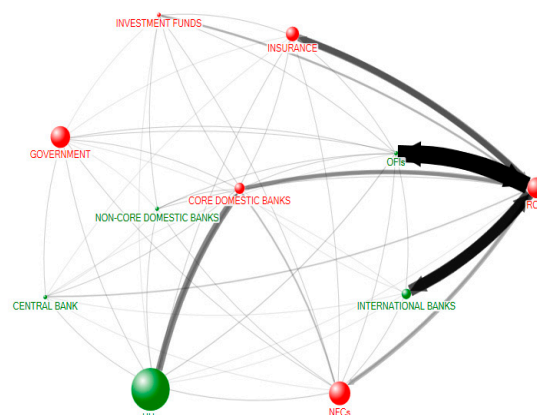 INVESTMENT FUNDS
INSURANCE
GOVERNMENT
OFIs
CORE DOMESTIC BANKS
NON-CORE DOMESTIC BANKS
CENTRAL BANK
INTERNATIONAL BANKS
NFCs